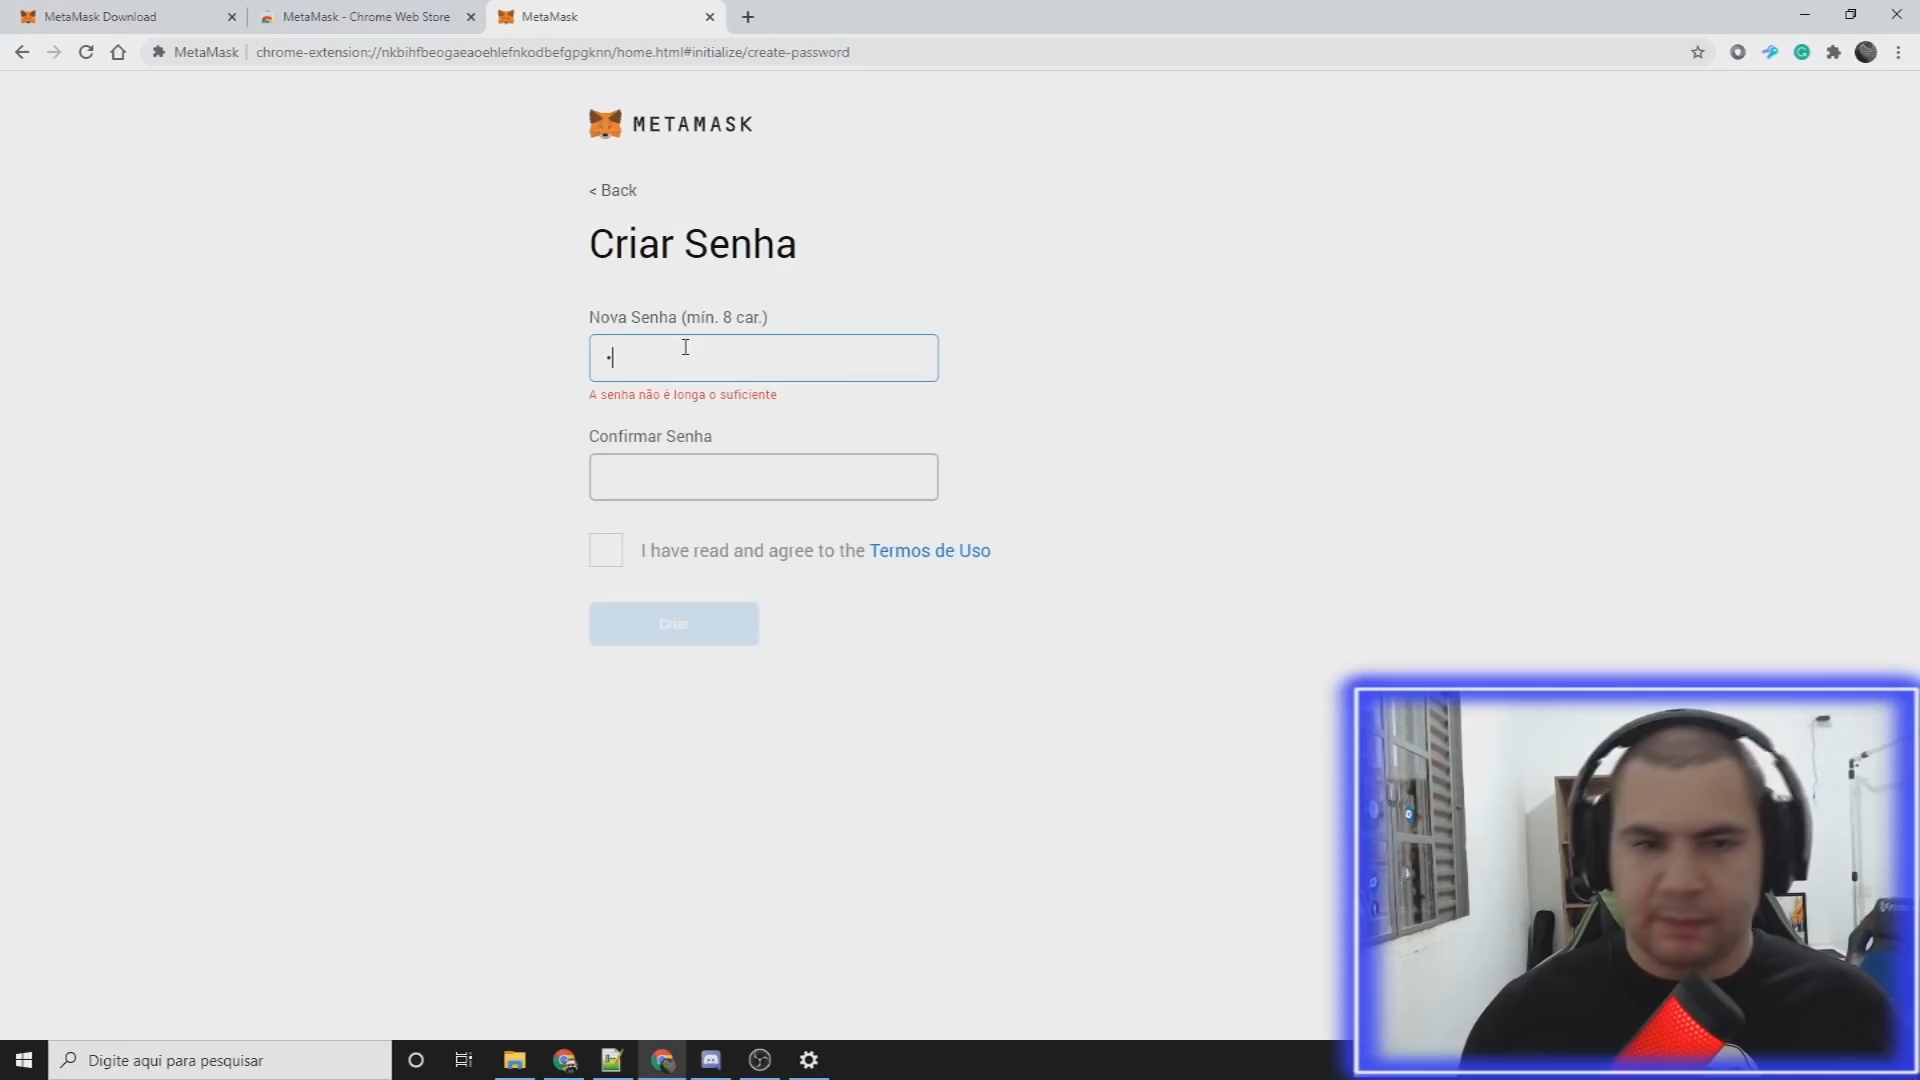 MetaMask Download
MetaMask - Chrome Web Store
MetaMask
MetaMask
chrome-extension://nkbihfbeogaeaoehlefnkodbefgpgknn/home.html#initialize/create-password
METAMASK
< Back
Criar Senha
Nova Senha (mín. 8 car.)
A senha não é longa o suficiente
Confirmar Senha
I have read and agree to the Termos de Uso
Criar
Digite aqui para pesquisar